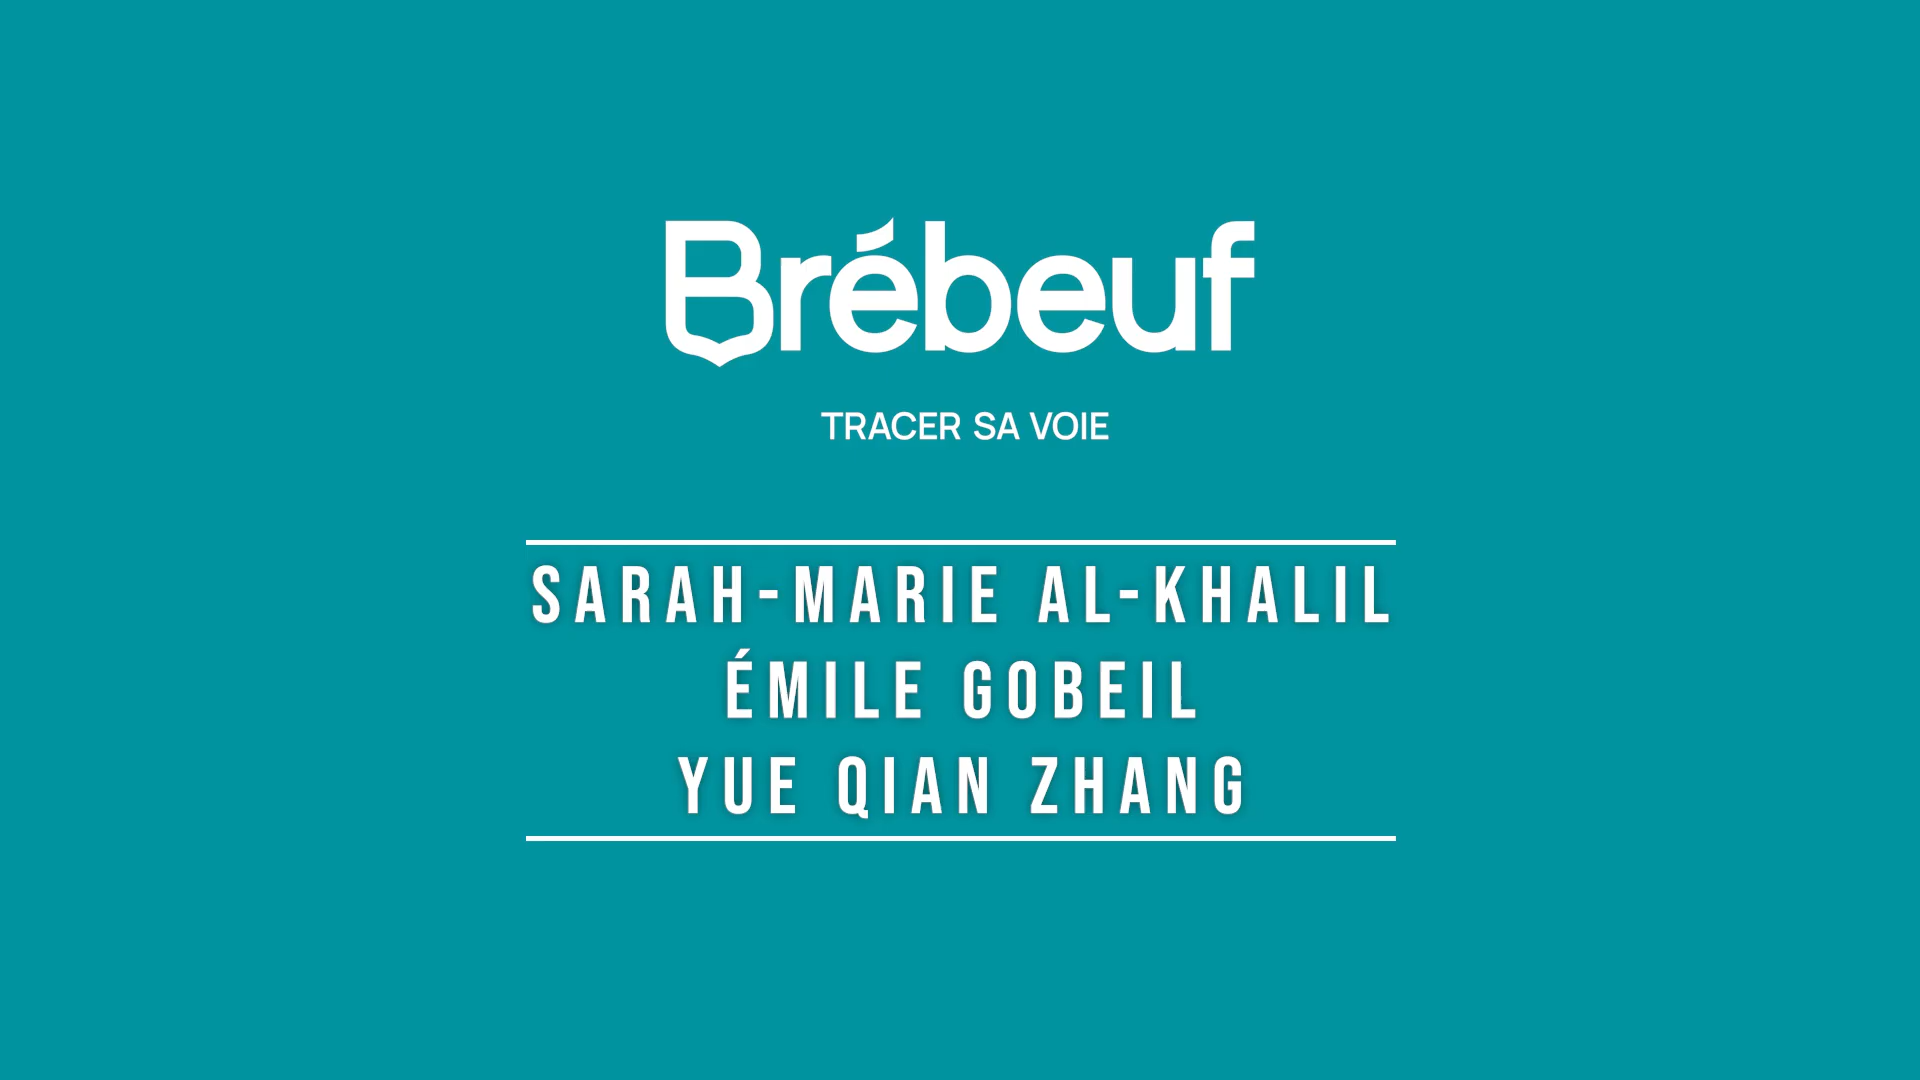 Brébeuf
TRACER SA VOIE
SARAH-MARIE AL-KHALIL
ÉMILE GOBEIL
YUE QIAN ZHANG